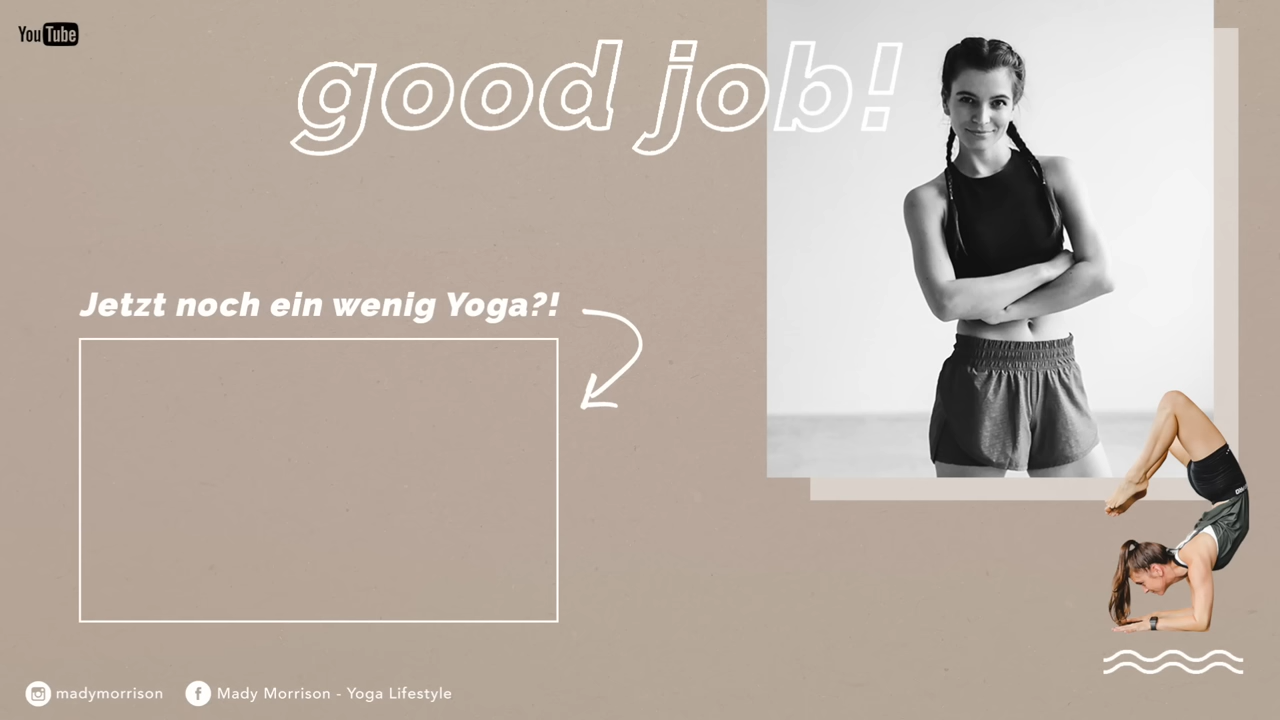 YouTube
good job!
Jetzt noch ein wenig Yoga?!
madymorrison
Mady Morrison - Yoga Lifestyle